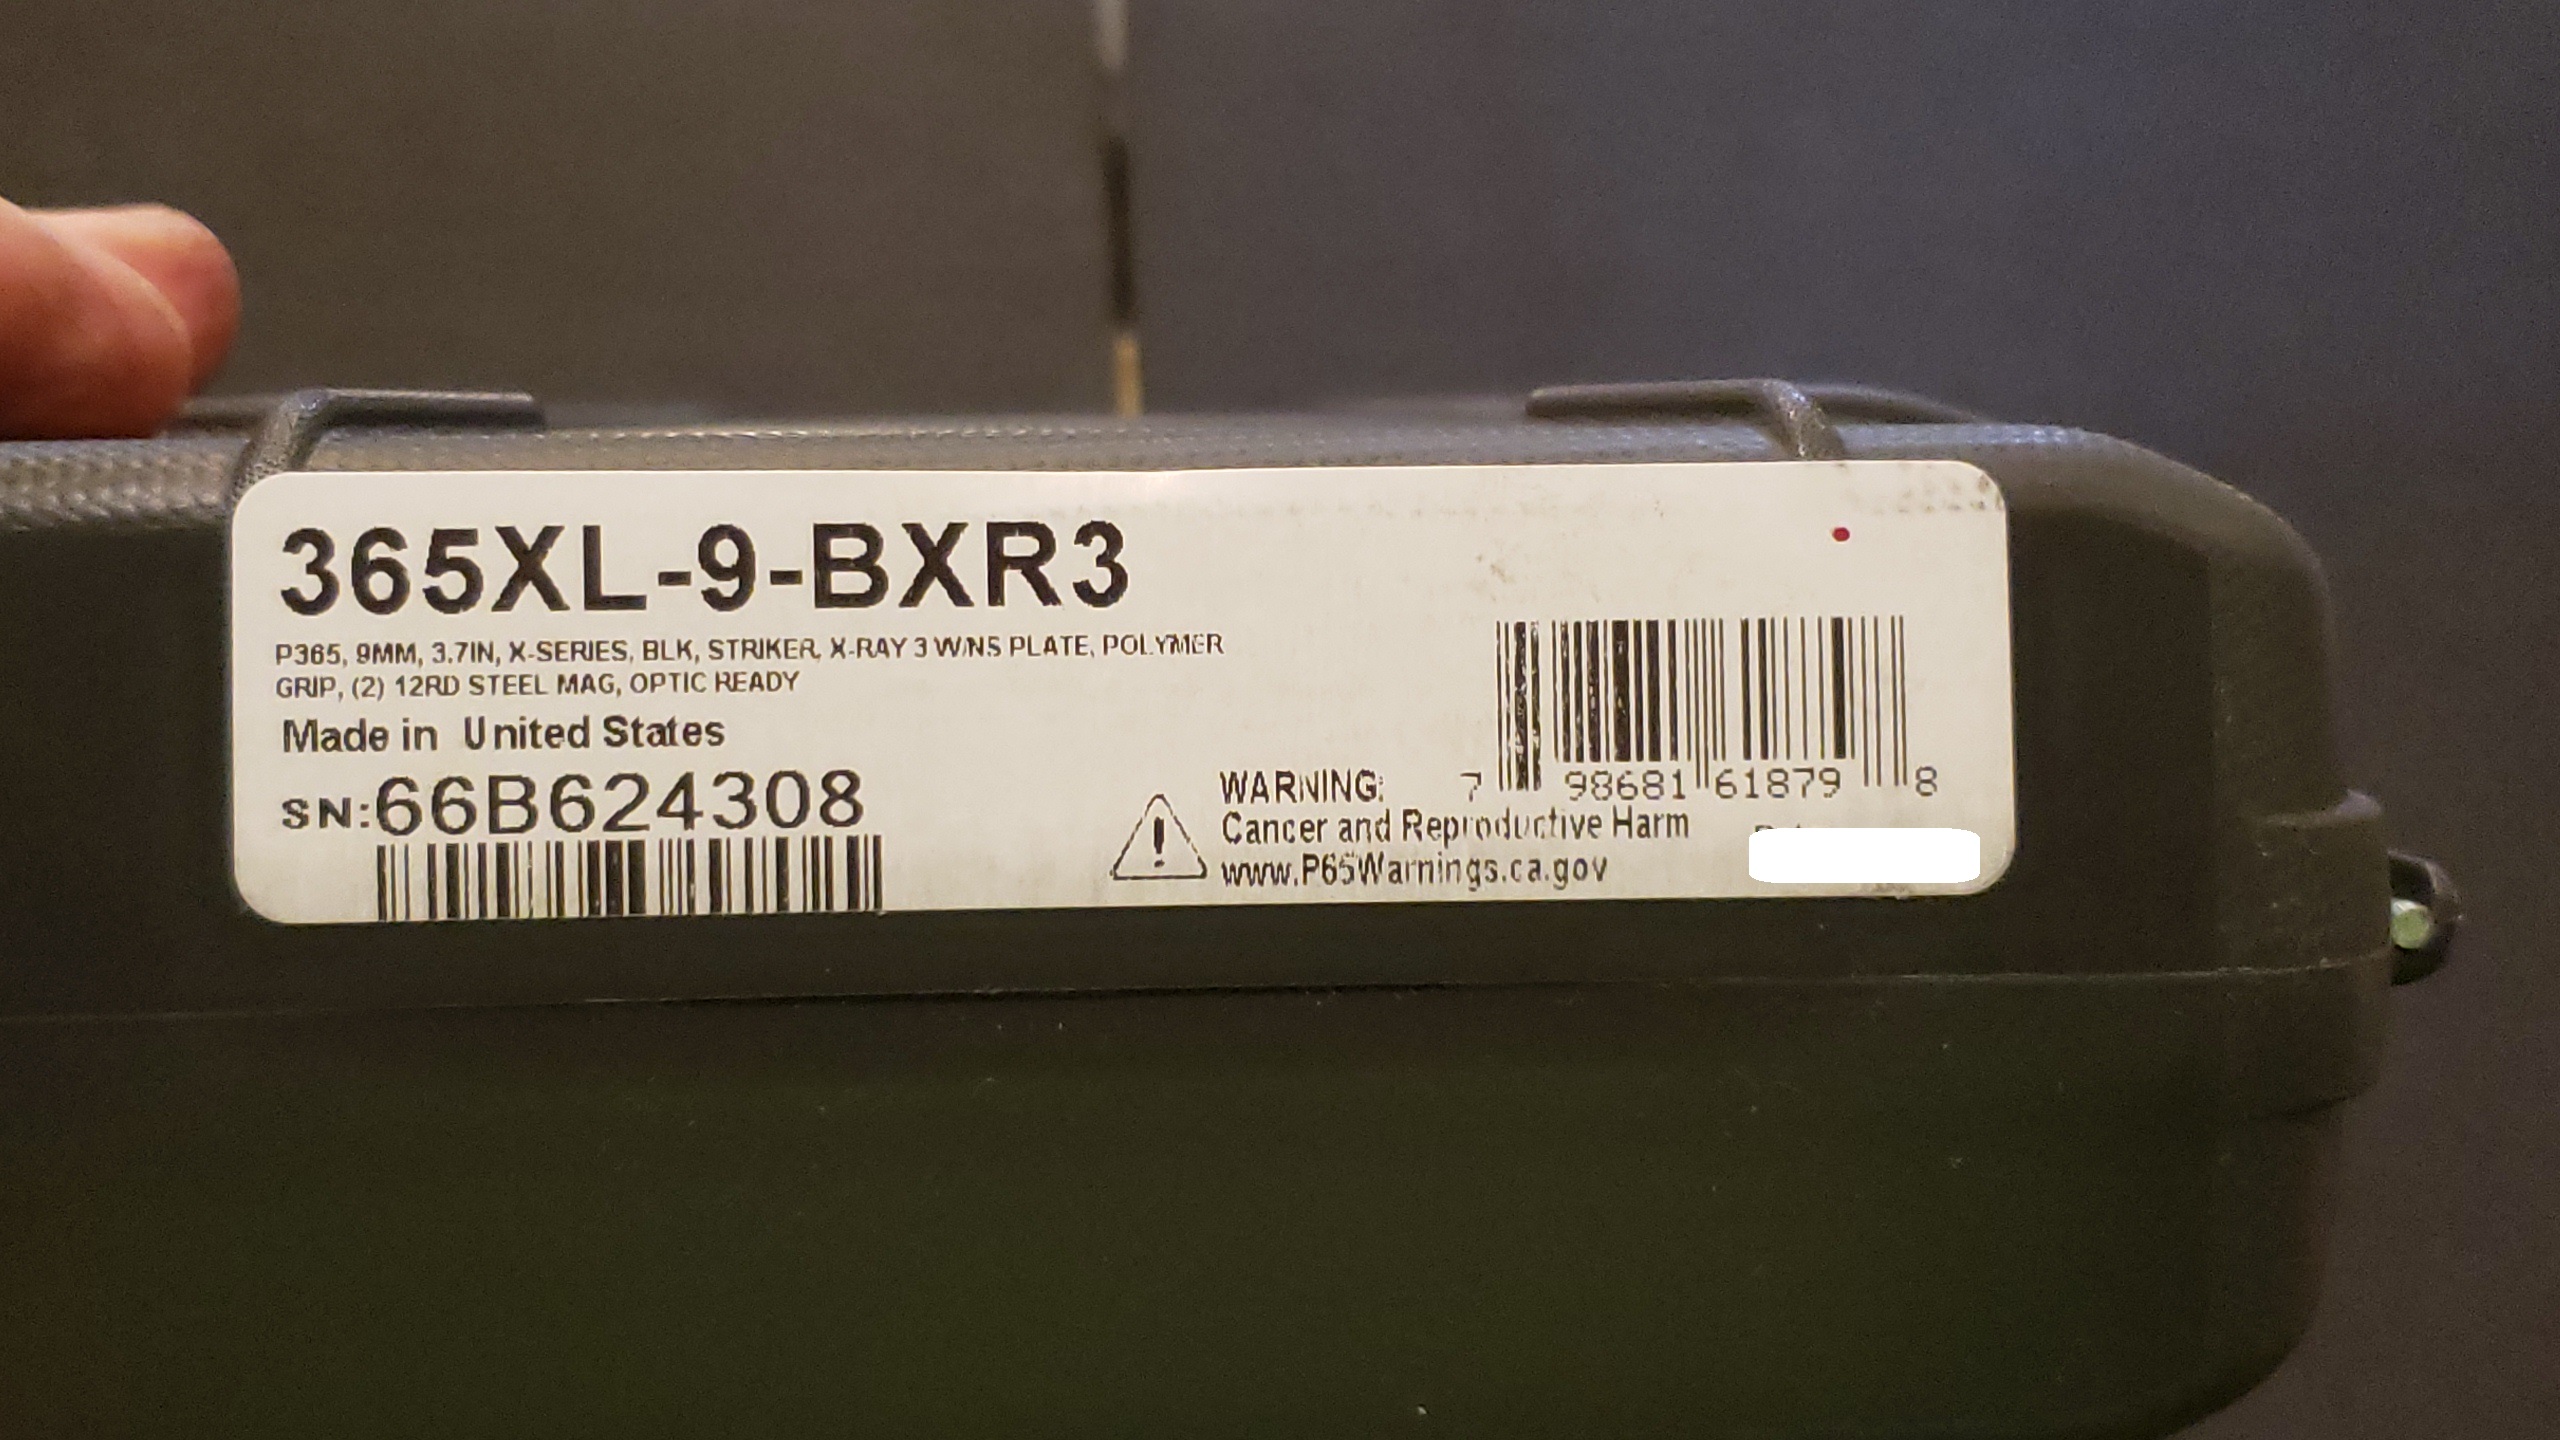 365XL-9-BXR3
P365, 9MM, 3.7IN, X-SERIES, BLK, STRIKER, X-RAY 3 W/NS PLATE, POLYMER
GRIP, (2) 12RD STEEL MAG, OPTIC READY
Made in United States
SN:66B624308
7 98681 61879 8
WARNING:
Cancer and Reproductive Harm
www.P65Warnings.ca.gov